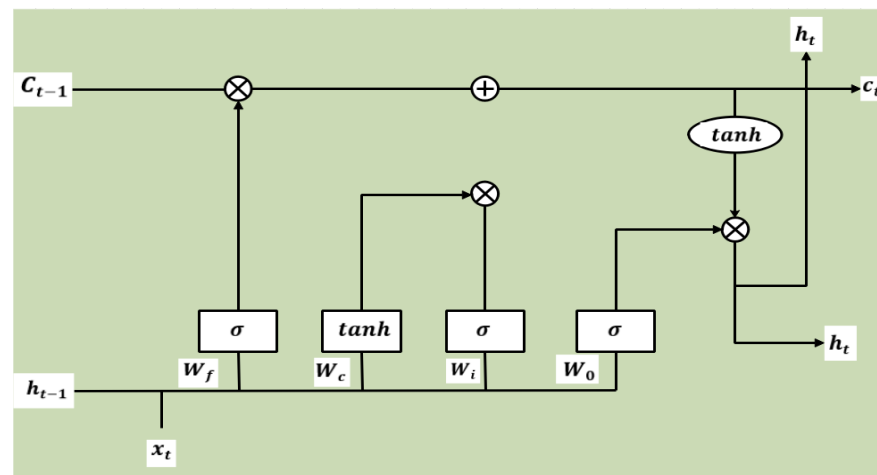 h_t
C_{t-1}
c_t
tanh
σ
tanh
σ
σ
W_f
W_c
W_i
W_0
h_t
h_{t-1}
x_t